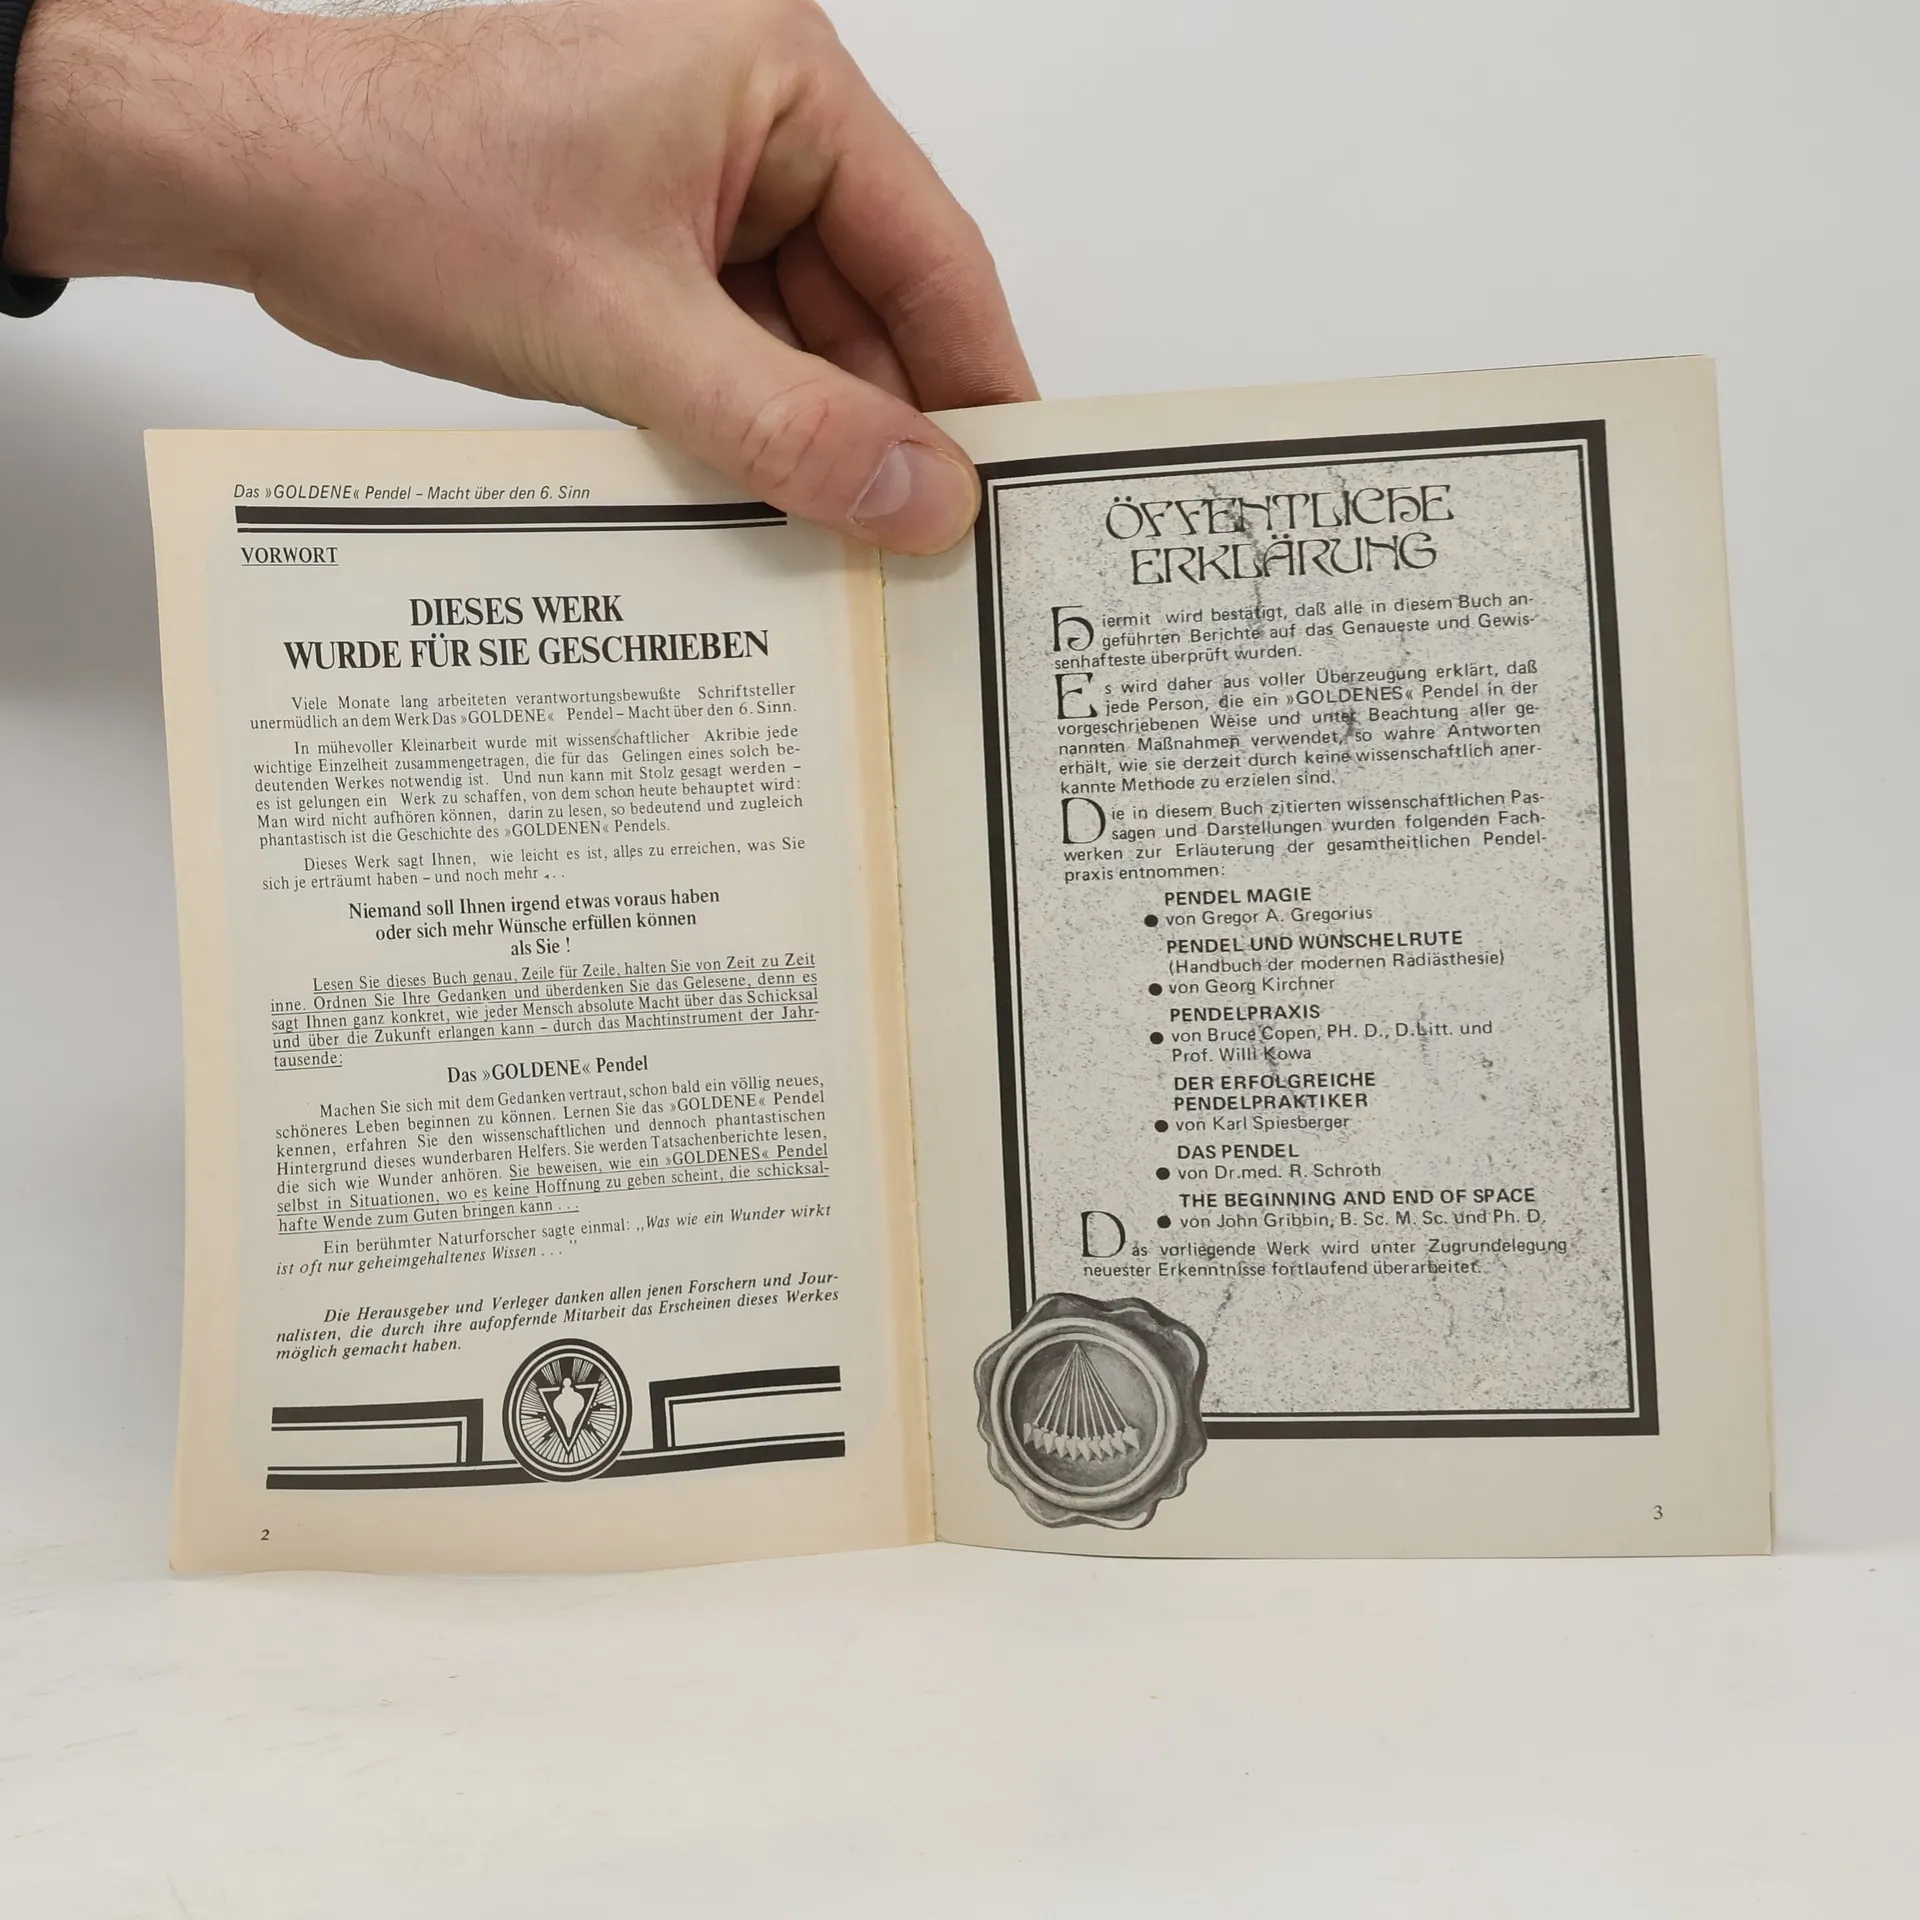 Das »GOLDENE« Pendel – Macht über den 6. Sinn
VORWORT
DIESES WERK
WURDE FÜR SIE GESCHRIEBEN
Viele Monate lang arbeiteten verantwortungsbewußte Schriftsteller
unermüdlich an dem Werk Das »GOLDENE« Pendel – Macht über den 6. Sinn.
In mühevoller Kleinarbeit wurde mit wissenschaftlicher Akribie jede
wichtige Einzelheit zusammengetragen, die für das Gelingen eines solch be-
deutenden Werkes notwendig ist. Und nun kann mit Stolz gesagt werden –
es ist gelungen ein Werk zu schaffen, von dem schon heute behauptet wird:
Man wird nicht aufhören können, darin zu lesen, so bedeutend und zugleich
phantastisch ist die Geschichte des »GOLDENEN« Pendels.
Dieses Werk sagt Ihnen, wie leicht es ist, alles zu erreichen, was Sie
sich je erträumt haben – und noch mehr . . .
Niemand soll Ihnen irgend etwas voraus haben
oder sich mehr Wünsche erfüllen können
als Sie !
Lesen Sie dieses Buch genau, Zeile für Zeile, halten Sie von Zeit zu Zeit
inne. Ordnen Sie Ihre Gedanken und überdenken Sie das Gelesene, denn es
sagt Ihnen ganz konkret, wie jeder Mensch absolute Macht über das Schicksal
und über die Zukunft erlangen kann – durch das Machtinstrument der Jahr-
tausende:
Das »GOLDENE« Pendel
Machen Sie sich mit dem Gedanken vertraut, schon bald ein völlig neues,
schöneres Leben beginnen zu können. Lernen Sie das »GOLDENE« Pendel
kennen, erfahren Sie den wissenschaftlichen und dennoch phantastischen
Hintergrund dieses wunderbaren Helfers. Sie werden Tatsachenberichte lesen,
die sich wie Wunder anhören. Sie beweisen, wie ein »GOLDENES« Pendel
selbst in Situationen, wo es keine Hoffnung zu geben scheint, die schicksal-
hafte Wende zum Guten bringen kann . . .
Ein berühmter Naturforscher sagte einmal: ,,Was wie ein Wunder wirkt
ist oft nur geheimgehaltenes Wissen . . . ”
Die Herausgeber und Verleger danken allen jenen Forschern und Jour-
nalisten, die durch ihre aufopfernde Mitarbeit das Erscheinen dieses Werkes
möglich gemacht haben.
2
ÖFFENTLICHE
ERKLÄRUNG
Hiermit wird bestätigt, daß alle in diesem Buch an-
geführten Berichte auf das Genaueste und Gewis-
senhafteste überprüft wurden.
Es wird daher aus voller Überzeugung erklärt, daß
jede Person, die ein »GOLDENES« Pendel in der
vorgeschriebenen Weise und unter Beachtung aller ge-
nannten Maßnahmen verwendet, so wahre Antworten
erhält, wie sie derzeit durch keine wissenschaftlich aner-
kannte Methode zu erzielen sind.
Die in diesem Buch zitierten wissenschaftlichen Pas-
sagen und Darstellungen wurden folgenden Fach-
werken zur Erläuterung der gesamtheitlichen Pendel-
praxis entnommen:
PENDEL MAGIE
● von Gregor A. Gregorius
PENDEL UND WÜNSCHELRUTE
(Handbuch der modernen Radiästhesie)
● von Georg Kirchner
PENDELPRAXIS
● von Bruce Copen, PH. D., D.Litt. und
Prof. Willi Kowa
DER ERFOLGREICHE
PENDELPRAKTIKER
● von Karl Spiesberger
DAS PENDEL
● von Dr.med. R. Schroth
THE BEGINNING AND END OF SPACE
● von John Gribbin, B. Sc. M. Sc. und Ph. D.
Das vorliegende Werk wird unter Zugrundelegung
neuester Erkenntnisse fortlaufend überarbeitet.
3